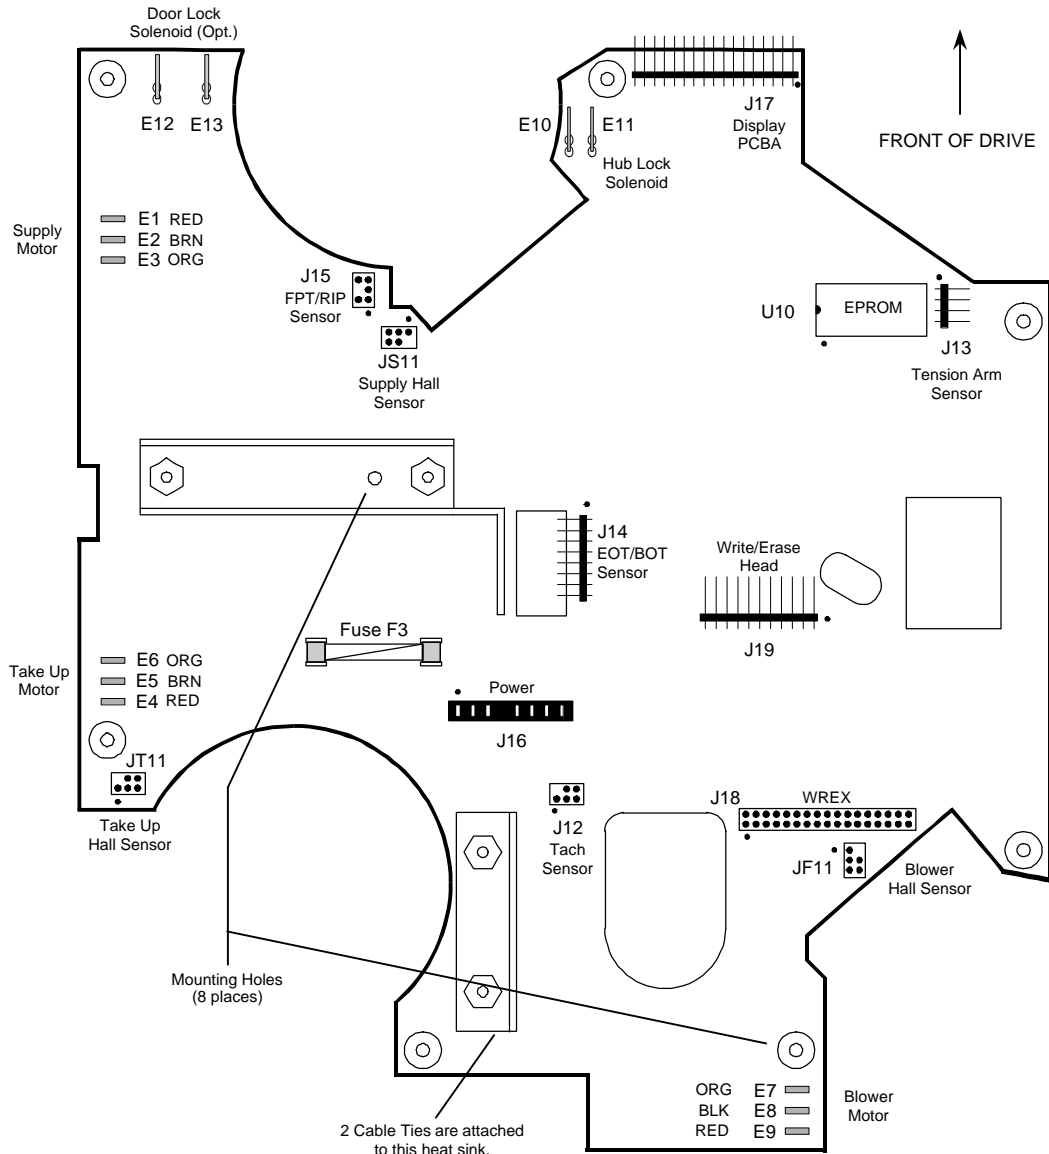 Door Lock
Solenoid (Opt.)
E12 E13
E10 E11
Hub Lock
Solenoid
J17
Display
PCBA
FRONT OF DRIVE
Supply
Motor
E1 RED
E2 BRN
E3 ORG
J15
FPT/RIP
Sensor
JS11
Supply Hall
Sensor
U10
EPROM
J13
Tension Arm
Sensor
J14
EOT/BOT
Sensor
Write/Erase
Head
J19
Fuse F3
Take Up
Motor
E6 ORG
E5 BRN
E4 RED
Power
J16
JT11
Take Up
Hall Sensor
J12
Tach
Sensor
J18
WREX
JF11
Blower
Hall Sensor
Mounting Holes
(8 places)
ORG E7
BLK E8
RED E9
Blower
Motor
2 Cable Ties are attached
to this heat sink.